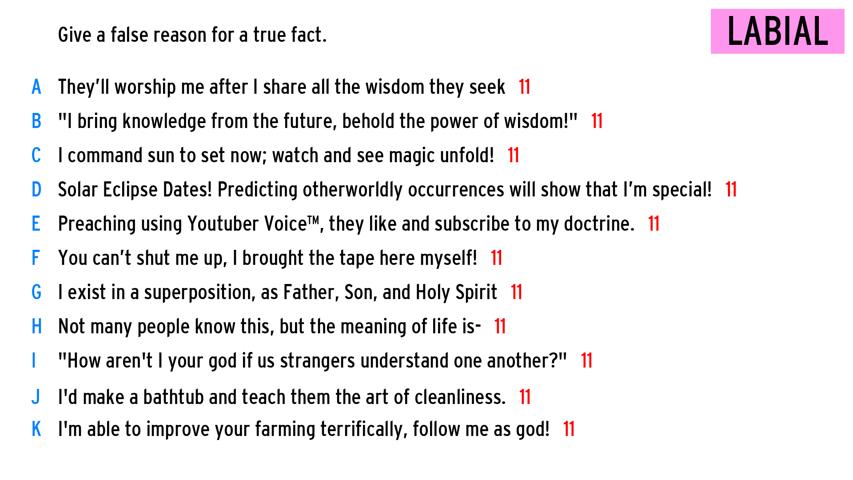 Give a false reason for a true fact.
LABIAL
A They'll worship me after I share all the wisdom they seek 11
B "I bring knowledge from the future, behold the power of wisdom!" 11
C I command sun to set now; watch and see magic unfold! 11
D Solar Eclipse Dates! Predicting otherworldly occurrences will show that I'm special! 11
E Preaching using Youtuber Voice™, they like and subscribe to my doctrine. 11
F You can't shut me up, I brought the tape here myself! 11
G I exist in a superposition, as Father, Son, and Holy Spirit 11
H Not many people know this, but the meaning of life is- 11
I "How aren't I your god if us strangers understand one another?" 11
J I'd make a bathtub and teach them the art of cleanliness. 11
K I'm able to improve your farming terrifically, follow me as god! 11